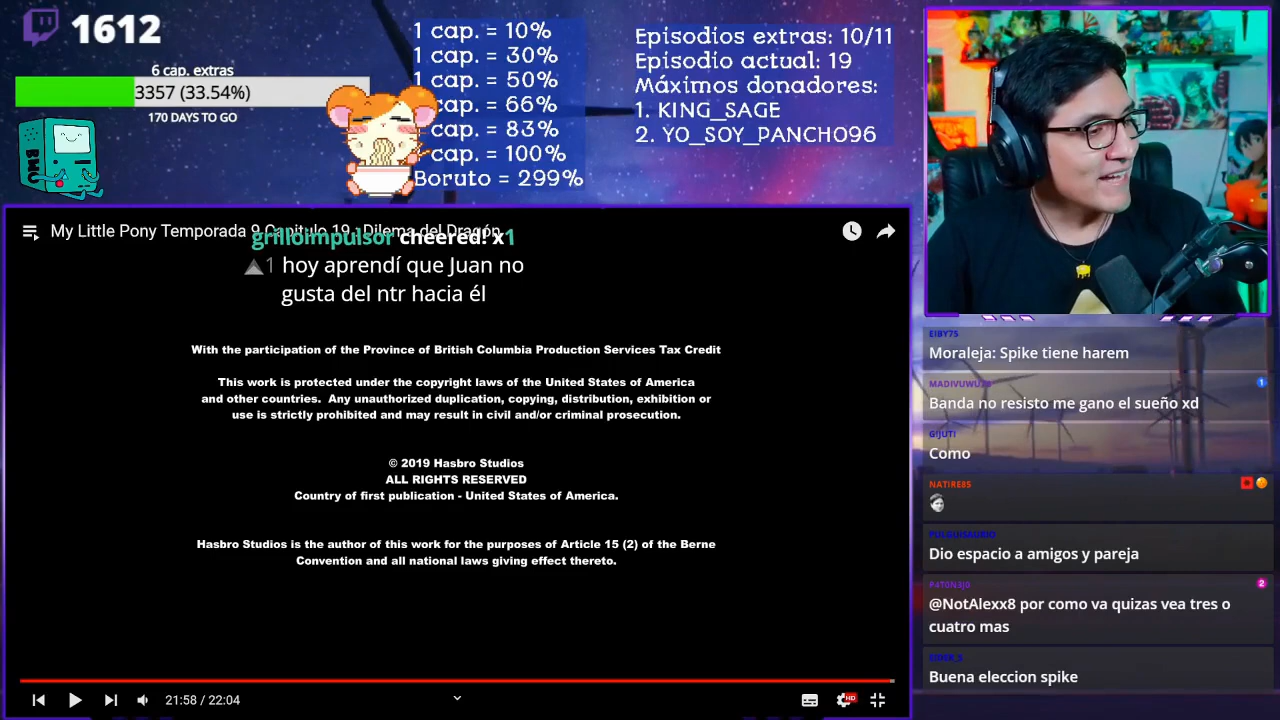 1612
6 cap. extras
3357 (33.54%)
170 DAYS TO GO
BMO
1 cap. = 10%
1 cap. = 30%
1 cap. = 50%
cap. = 66%
cap. = 83%
cap. = 100%
Boruto = 299%
Episodios extras: 10/11
Episodio actual: 19
Máximos donadores:
1. KING_SAGE
2. YO_SOY_PANCHO96
My Little Pony Temporada 9 Capitulo 19 : Dilema del Dragón
grilloimpulsor cheered! x1
1 hoy aprendí que Juan no
gusta del ntr hacia él
With the participation of the Province of British Columbia Production Services Tax Credit
This work is protected under the copyright laws of the United States of America
and other countries. Any unauthorized duplication, copying, distribution, exhibition or
use is strictly prohibited and may result in civil and/or criminal prosecution.
© 2019 Hasbro Studios
ALL RIGHTS RESERVED
Country of first publication - United States of America.
Hasbro Studios is the author of this work for the purposes of Article 15 (2) of the Berne
Convention and all national laws giving effect thereto.
21:58 / 22:04
HD
EIBY75
Moraleja: Spike tiene harem
1
Banda no resisto me gano el sueño xd
Como
NATIRE85
Dio espacio a amigos y pareja
2
@NotAlexx8 por como va quizas vea tres o
cuatro mas
Buena eleccion spike